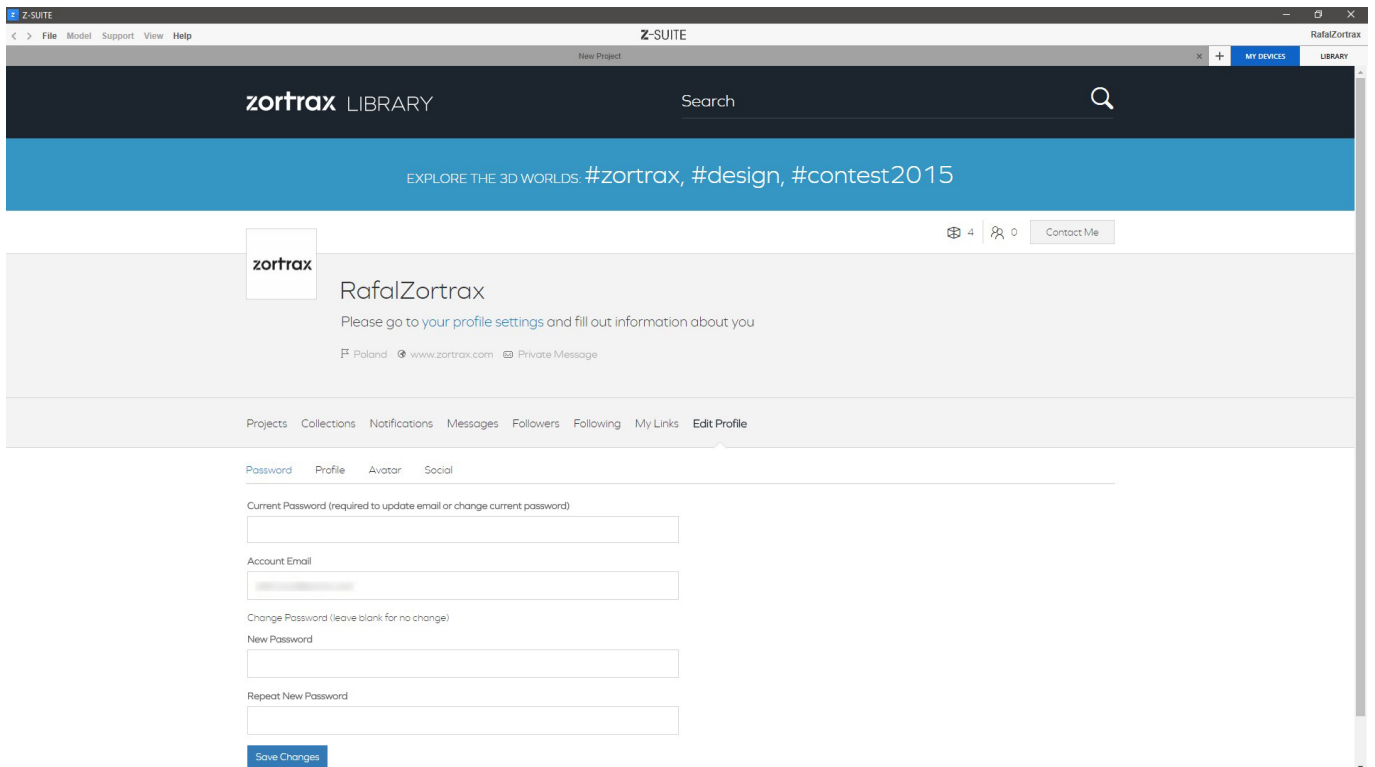 Z-SUITE
< > File Model Support View Help Z-SUITE RafalZortrax
New Project × + MY DEVICES LIBRARY
zortrax LIBRARY Search
EXPLORE THE 3D WORLDS: #zortrax, #design, #contest2015
4 0 Contact Me
zortrax
RafalZortrax
Please go to your profile settings and fill out information about you
Poland www.zortrax.com Private Message
Projects Collections Notifications Messages Followers Following My Links Edit Profile
Password Profile Avatar Social
Current Password (required to update email or change current password)
Account Email
Change Password (leave blank for no change)
New Password
Repeat New Password
Save Changes